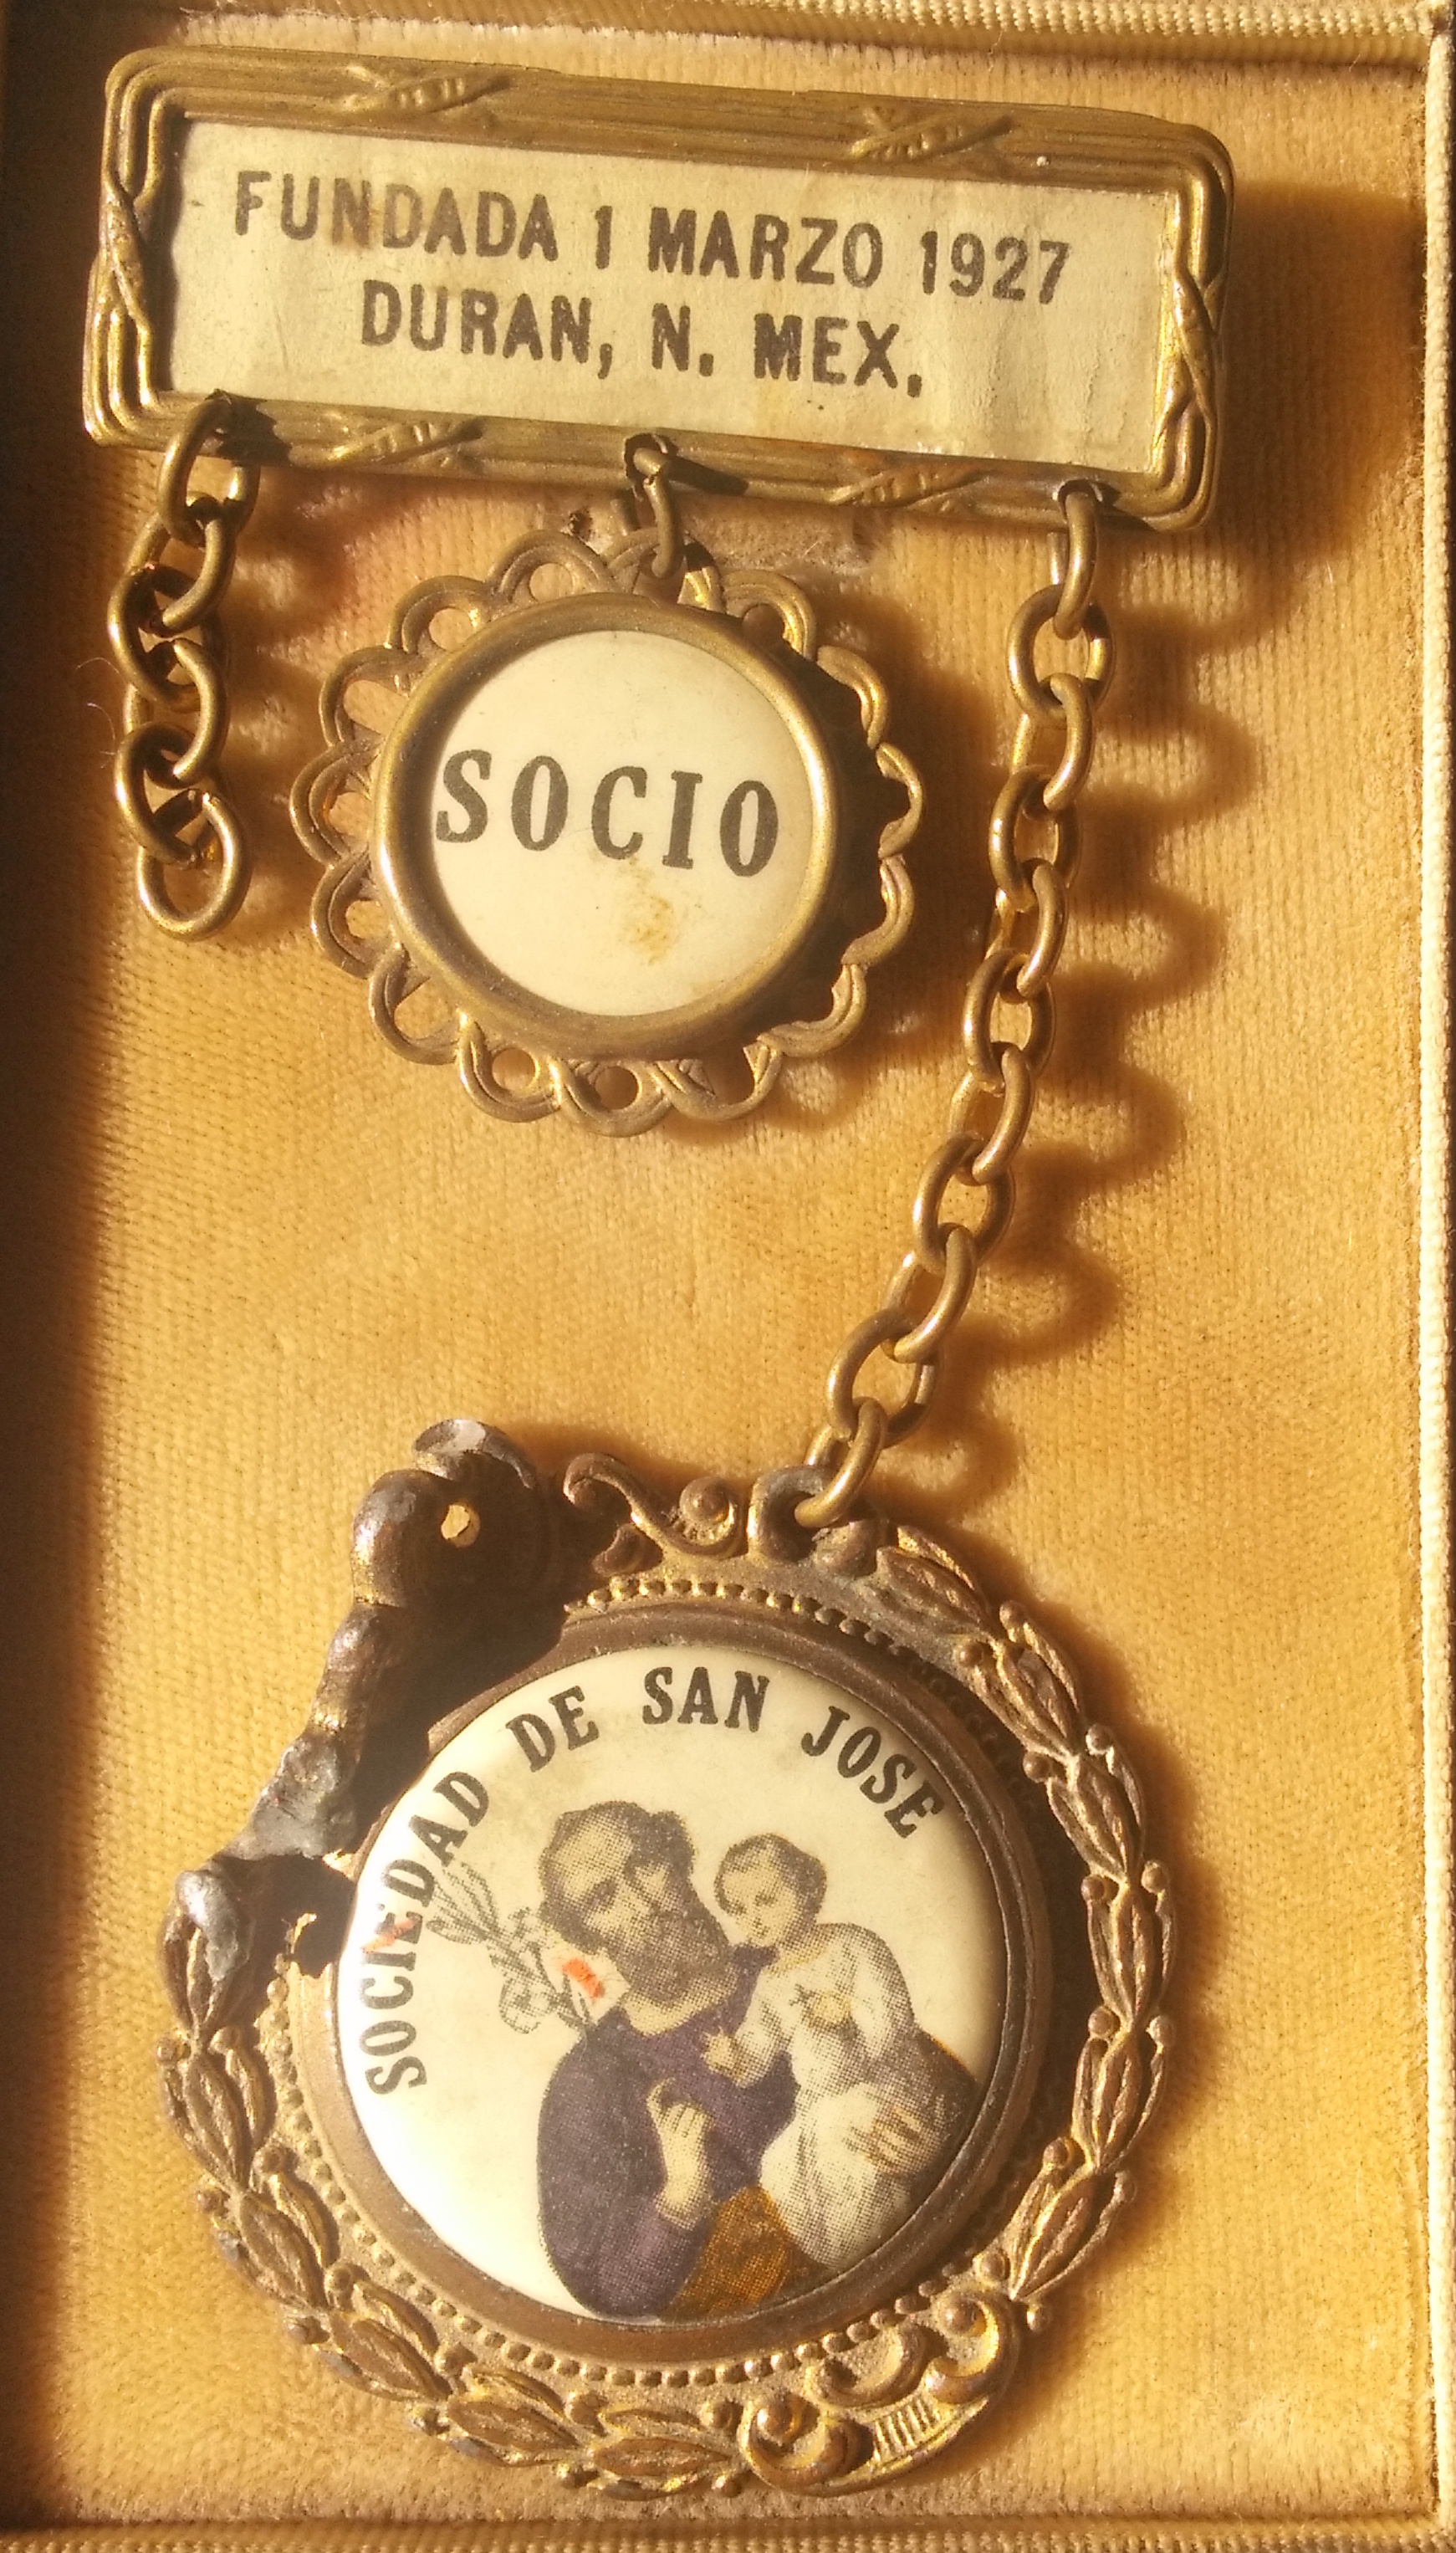 FUNDADA 1 MARZO 1927
DURAN, N. MEX.
SOCIO
SOCIEDAD DE SAN JOSE